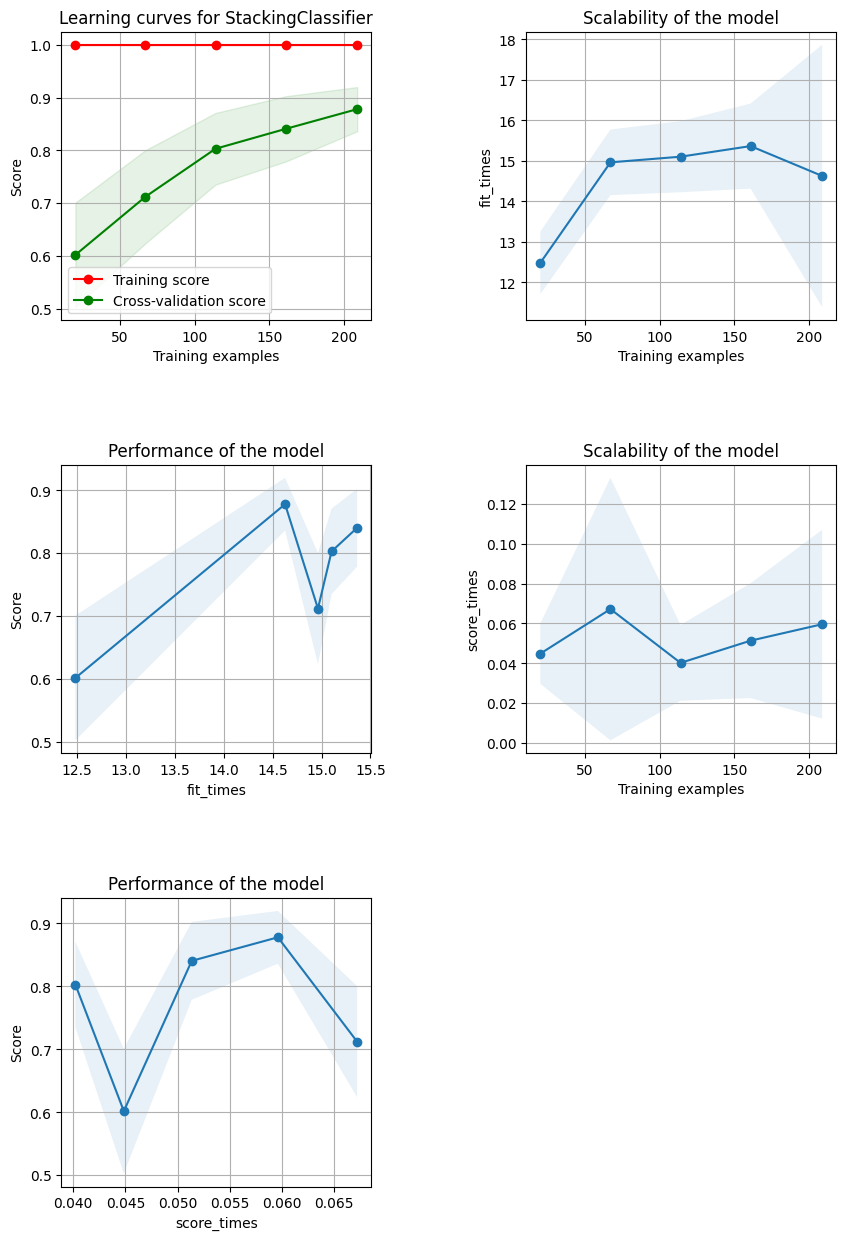 Learning curves for StackingClassifier
1.0
0.9
0.8
0.7
0.6
0.5
Score
Training score
Cross-validation score
50 100 150 200
Training examples
Scalability of the model
18
17
16
15
14
13
12
fit_times
50 100 150 200
Training examples
Performance of the model
0.9
0.8
0.7
0.6
0.5
Score
12.5 13.0 13.5 14.0 14.5 15.0 15.5
fit_times
Scalability of the model
0.12
0.10
0.08
0.06
0.04
0.02
0.00
score_times
50 100 150 200
Training examples
Performance of the model
0.9
0.8
0.7
0.6
0.5
Score
0.040 0.045 0.050 0.055 0.060 0.065
score_times